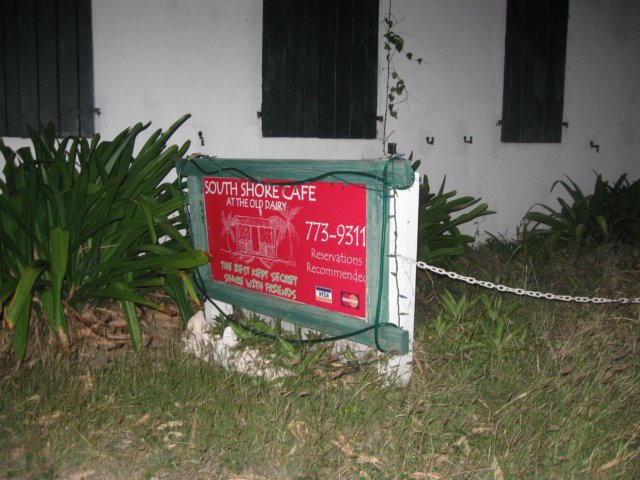 SOUTH SHORE CAFE
AT THE OLD DAIRY
773-9311
Reservations
Recommended
THE BEST KEPT SECRET
SHARE WITH FRIENDS
VISA
MasterCard